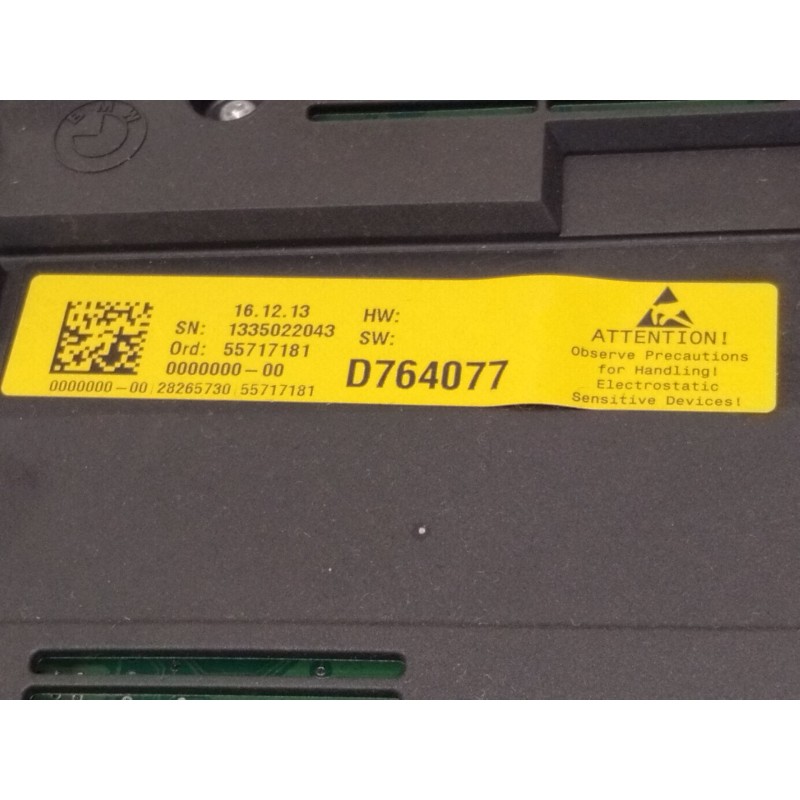 BMW
16.12.13
SN: 1335022043
Ord: 55717181
0000000-00
0000000-00 28265730 55717181
HW:
SW:
D764077
ATTENTION!
Observe Precautions
for Handling!
Electrostatic
Sensitive Devices!